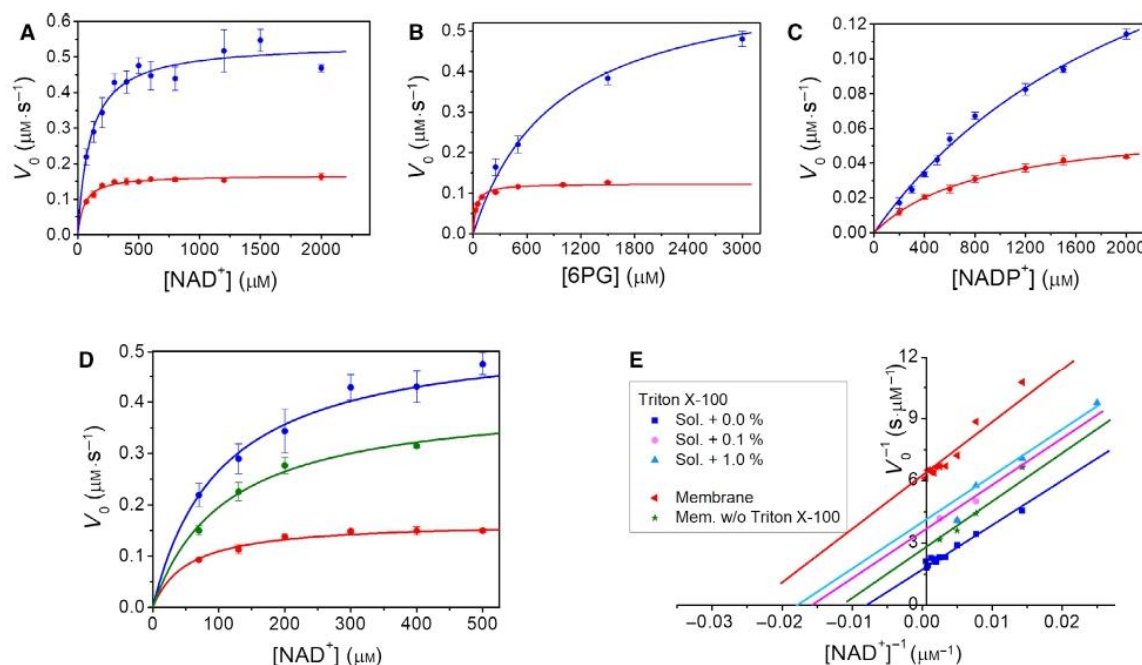 A
V₀ (μM·s⁻¹)
0.6
0.5
0.4
0.3
0.2
0.1
0.0
0 500 1000 1500 2000
[NAD⁺] (μM)
B
V₀ (μM·s⁻¹)
0.5
0.4
0.3
0.2
0.1
0.0
0 600 1200 1800 2400 3000
[6PG] (μM)
C
V₀ (μM·s⁻¹)
0.12
0.10
0.08
0.06
0.04
0.02
0.00
0 400 800 1200 1600 2000
[NADP⁺] (μM)
D
V₀ (μM·s⁻¹)
0.5
0.4
0.3
0.2
0.1
0.0
0 100 200 300 400 500
[NAD⁺] (μM)
E
Triton X-100
Sol. + 0.0 %
Sol. + 0.1 %
Sol. + 1.0 %
Membrane
Mem. w/o Triton X-100
V₀⁻¹ (s·μM⁻¹)
12
9
6
3
0
−0.03 −0.02 −0.01 0.00 0.01 0.02
[NAD⁺]⁻¹ (μM⁻¹)